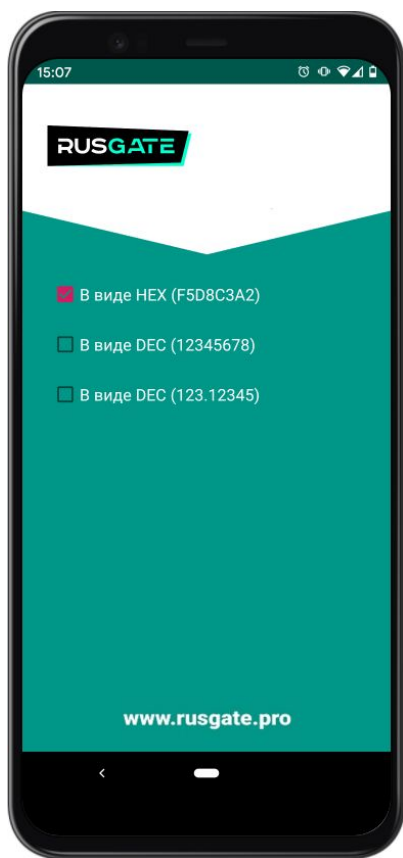 15:07
RUSGATE
В виде HEX (F5D8C3A2)
В виде DEC (12345678)
В виде DEC (123.12345)
www.rusgate.pro